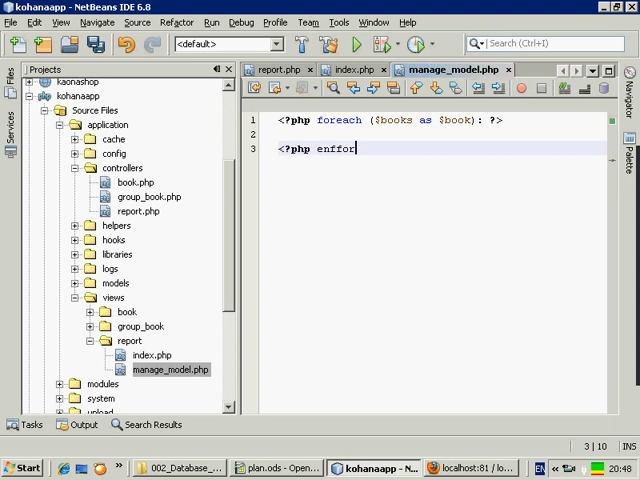 kohanaapp - NetBeans IDE 6.8
File Edit View Navigate Source Refactor Run Debug Profile Team Tools Window Help
<default> Search (Ctrl+I)
Files
Services
Projects
kaonashop
kohanaapp
Source Files
application
cache
config
controllers
book.php
group_book.php
report.php
helpers
hooks
libraries
logs
models
views
book
group_book
report
index.php
manage_model.php
modules
system
upload
report.php index.php manage_model.php
1 <?php foreach ($books as $book): ?>
2
3 <?php enffor
Navigator
Palette
Tasks Output Search Results
3 | 10 INS
Start 002_Database_... plan.ods - Open... kohanaapp - N... localhost:81 / lo... EN 20:48